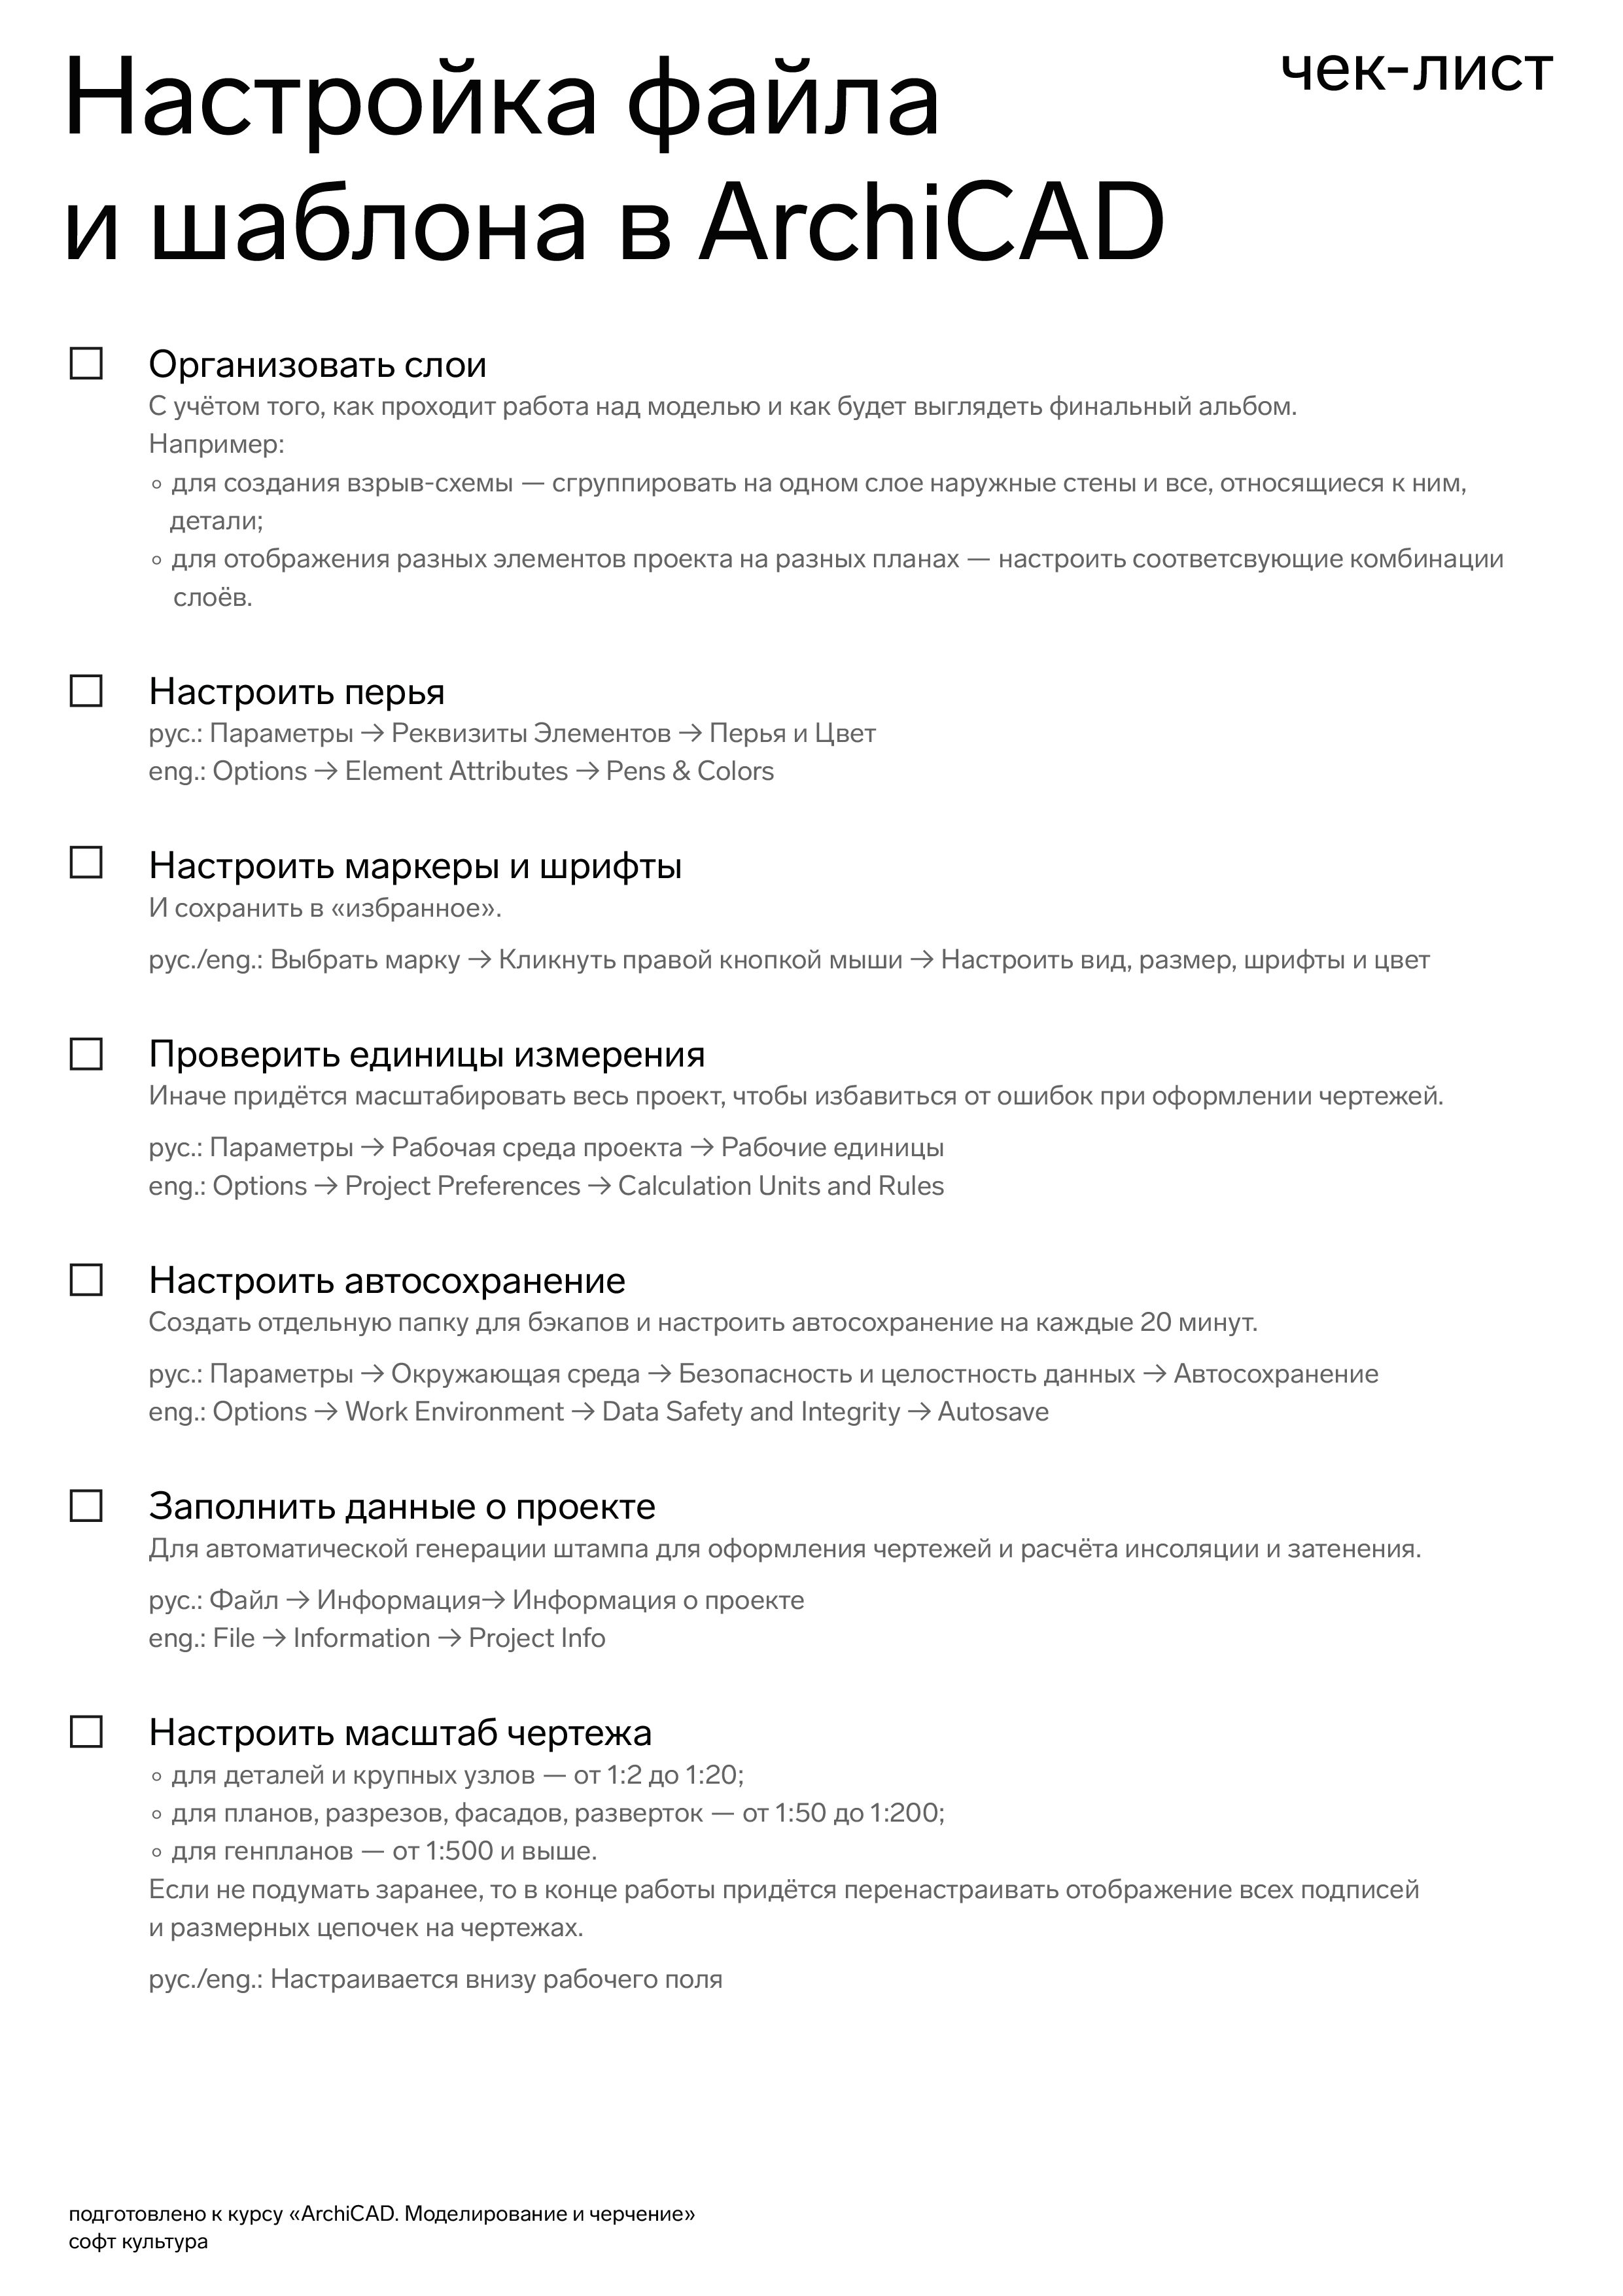 Настройка файла
и шаблона в ArchiCAD
чек-лист
Организовать слои
С учётом того, как проходит работа над моделью и как будет выглядеть финальный альбом.
Например:
◦ для создания взрыв-схемы — сгруппировать на одном слое наружные стены и все, относящиеся к ним,
детали;
◦ для отображения разных элементов проекта на разных планах — настроить соответсвующие комбинации
слоёв.
Настроить перья
рус.: Параметры → Реквизиты Элементов → Перья и Цвет
eng.: Options → Element Attributes → Pens & Colors
Настроить маркеры и шрифты
И сохранить в «избранное».
рус./eng.: Выбрать марку → Кликнуть правой кнопкой мыши → Настроить вид, размер, шрифты и цвет
Проверить единицы измерения
Иначе придётся масштабировать весь проект, чтобы избавиться от ошибок при оформлении чертежей.
рус.: Параметры → Рабочая среда проекта → Рабочие единицы
eng.: Options → Project Preferences → Calculation Units and Rules
Настроить автосохранение
Создать отдельную папку для бэкапов и настроить автосохранение на каждые 20 минут.
рус.: Параметры → Окружающая среда → Безопасность и целостность данных → Автосохранение
eng.: Options → Work Environment → Data Safety and Integrity → Autosave
Заполнить данные о проекте
Для автоматической генерации штампа для оформления чертежей и расчёта инсоляции и затенения.
рус.: Файл → Информация→ Информация о проекте
eng.: File → Information → Project Info
Настроить масштаб чертежа
◦ для деталей и крупных узлов — от 1:2 до 1:20;
◦ для планов, разрезов, фасадов, разверток — от 1:50 до 1:200;
◦ для генпланов — от 1:500 и выше.
Если не подумать заранее, то в конце работы придётся перенастраивать отображение всех подписей
и размерных цепочек на чертежах.
рус./eng.: Настраивается внизу рабочего поля
подготовлено к курсу «ArchiCAD. Моделирование и черчение»
софт культура